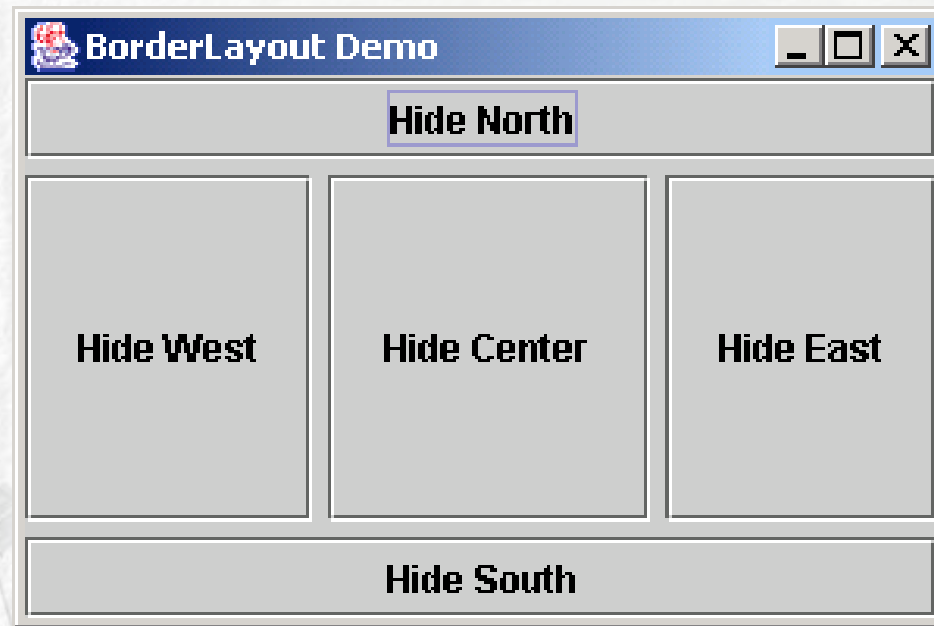 BorderLayout Demo
Hide North
Hide West
Hide Center
Hide East
Hide South